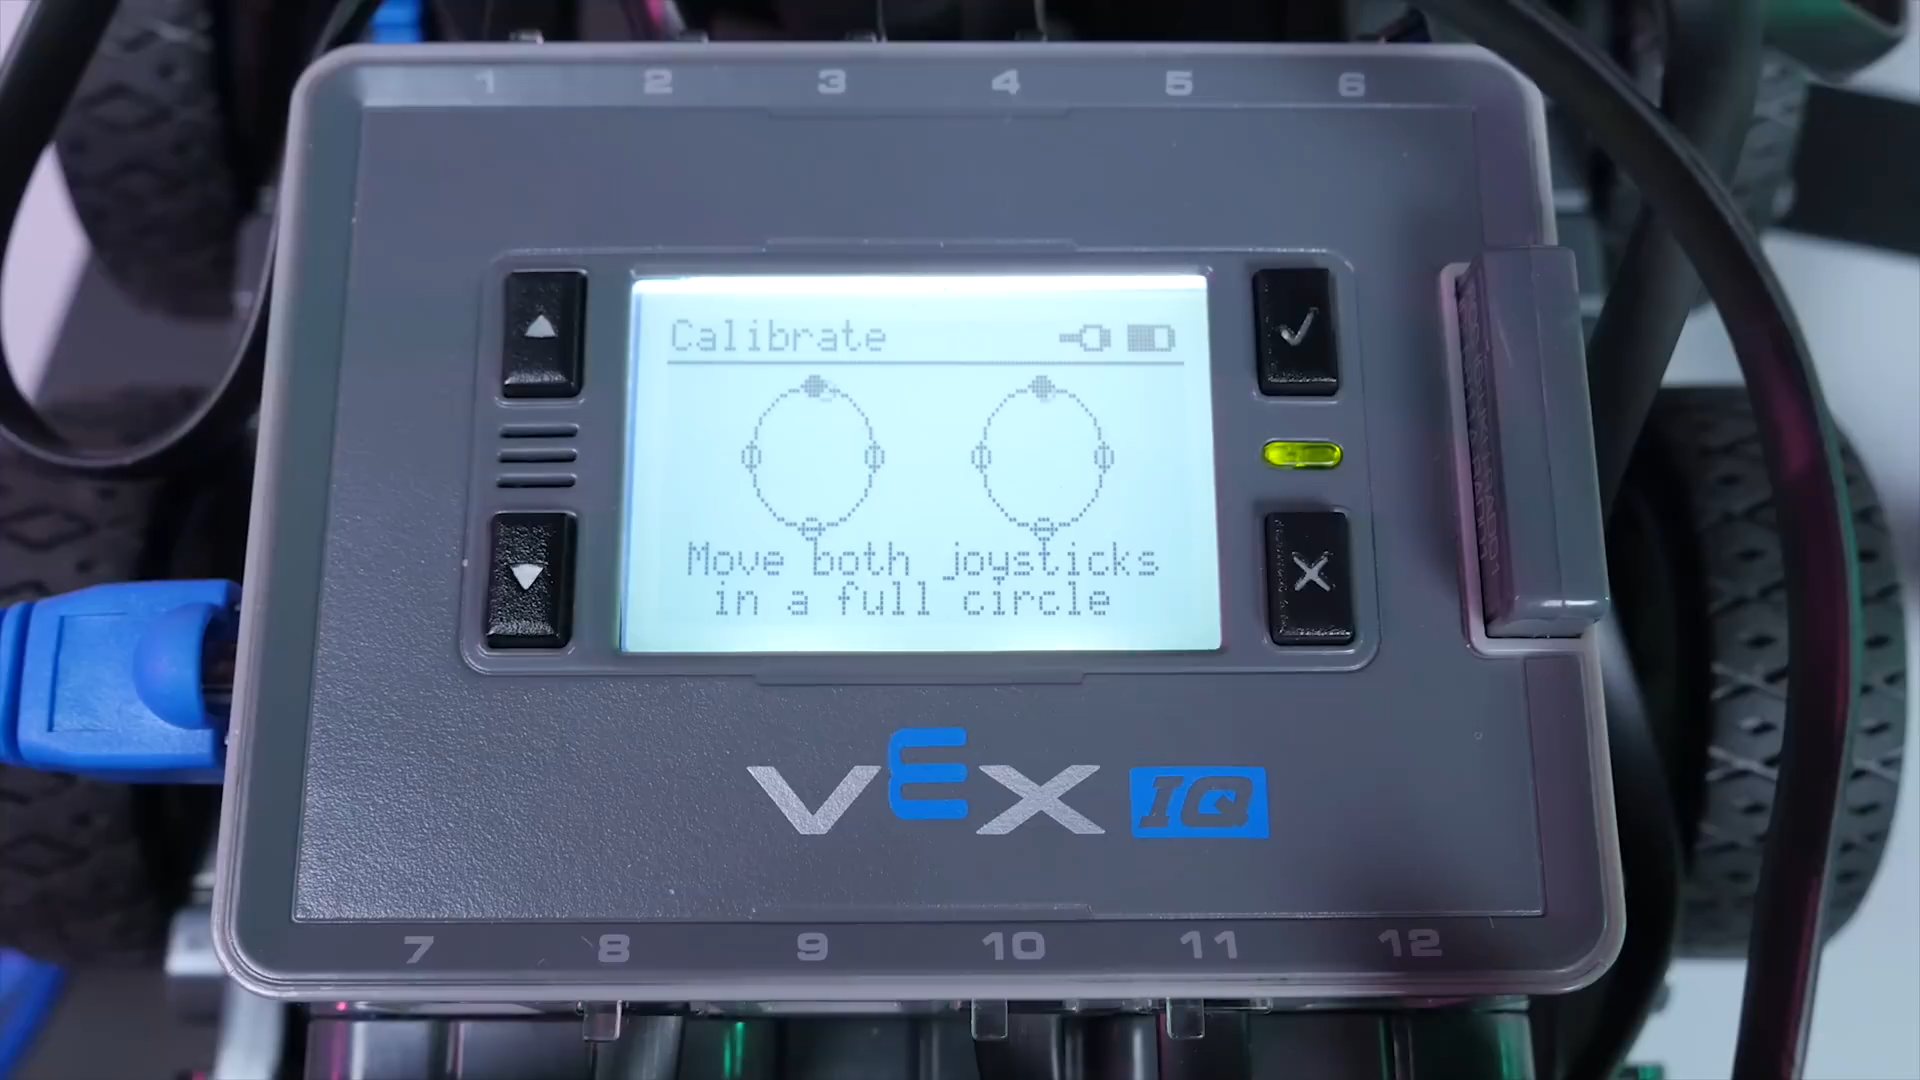 1 2 3 4 5 6
Calibrate
Move both joysticks
in a full circle
VEX IQ
7 8 9 10 11 12